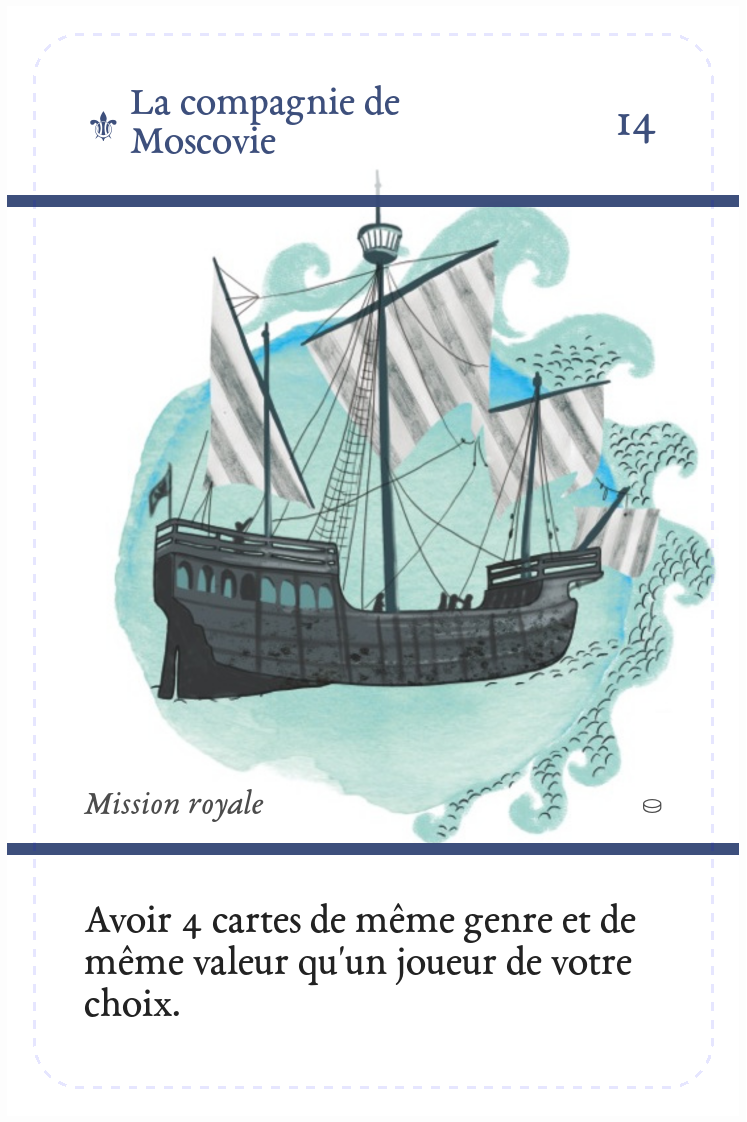 La compagnie de
Moscovie
14
Mission royale
Avoir 4 cartes de même genre et de
même valeur qu'un joueur de votre
choix.